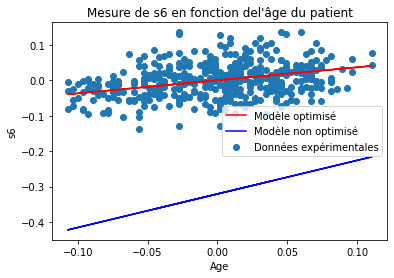 Mesure de s6 en fonction del'âge du patient
0.1
0.0
−0.1
−0.2
−0.3
−0.4
s6
Modèle optimisé
Modèle non optimisé
Données expérimentales
−0.10
−0.05
0.00
0.05
0.10
Age